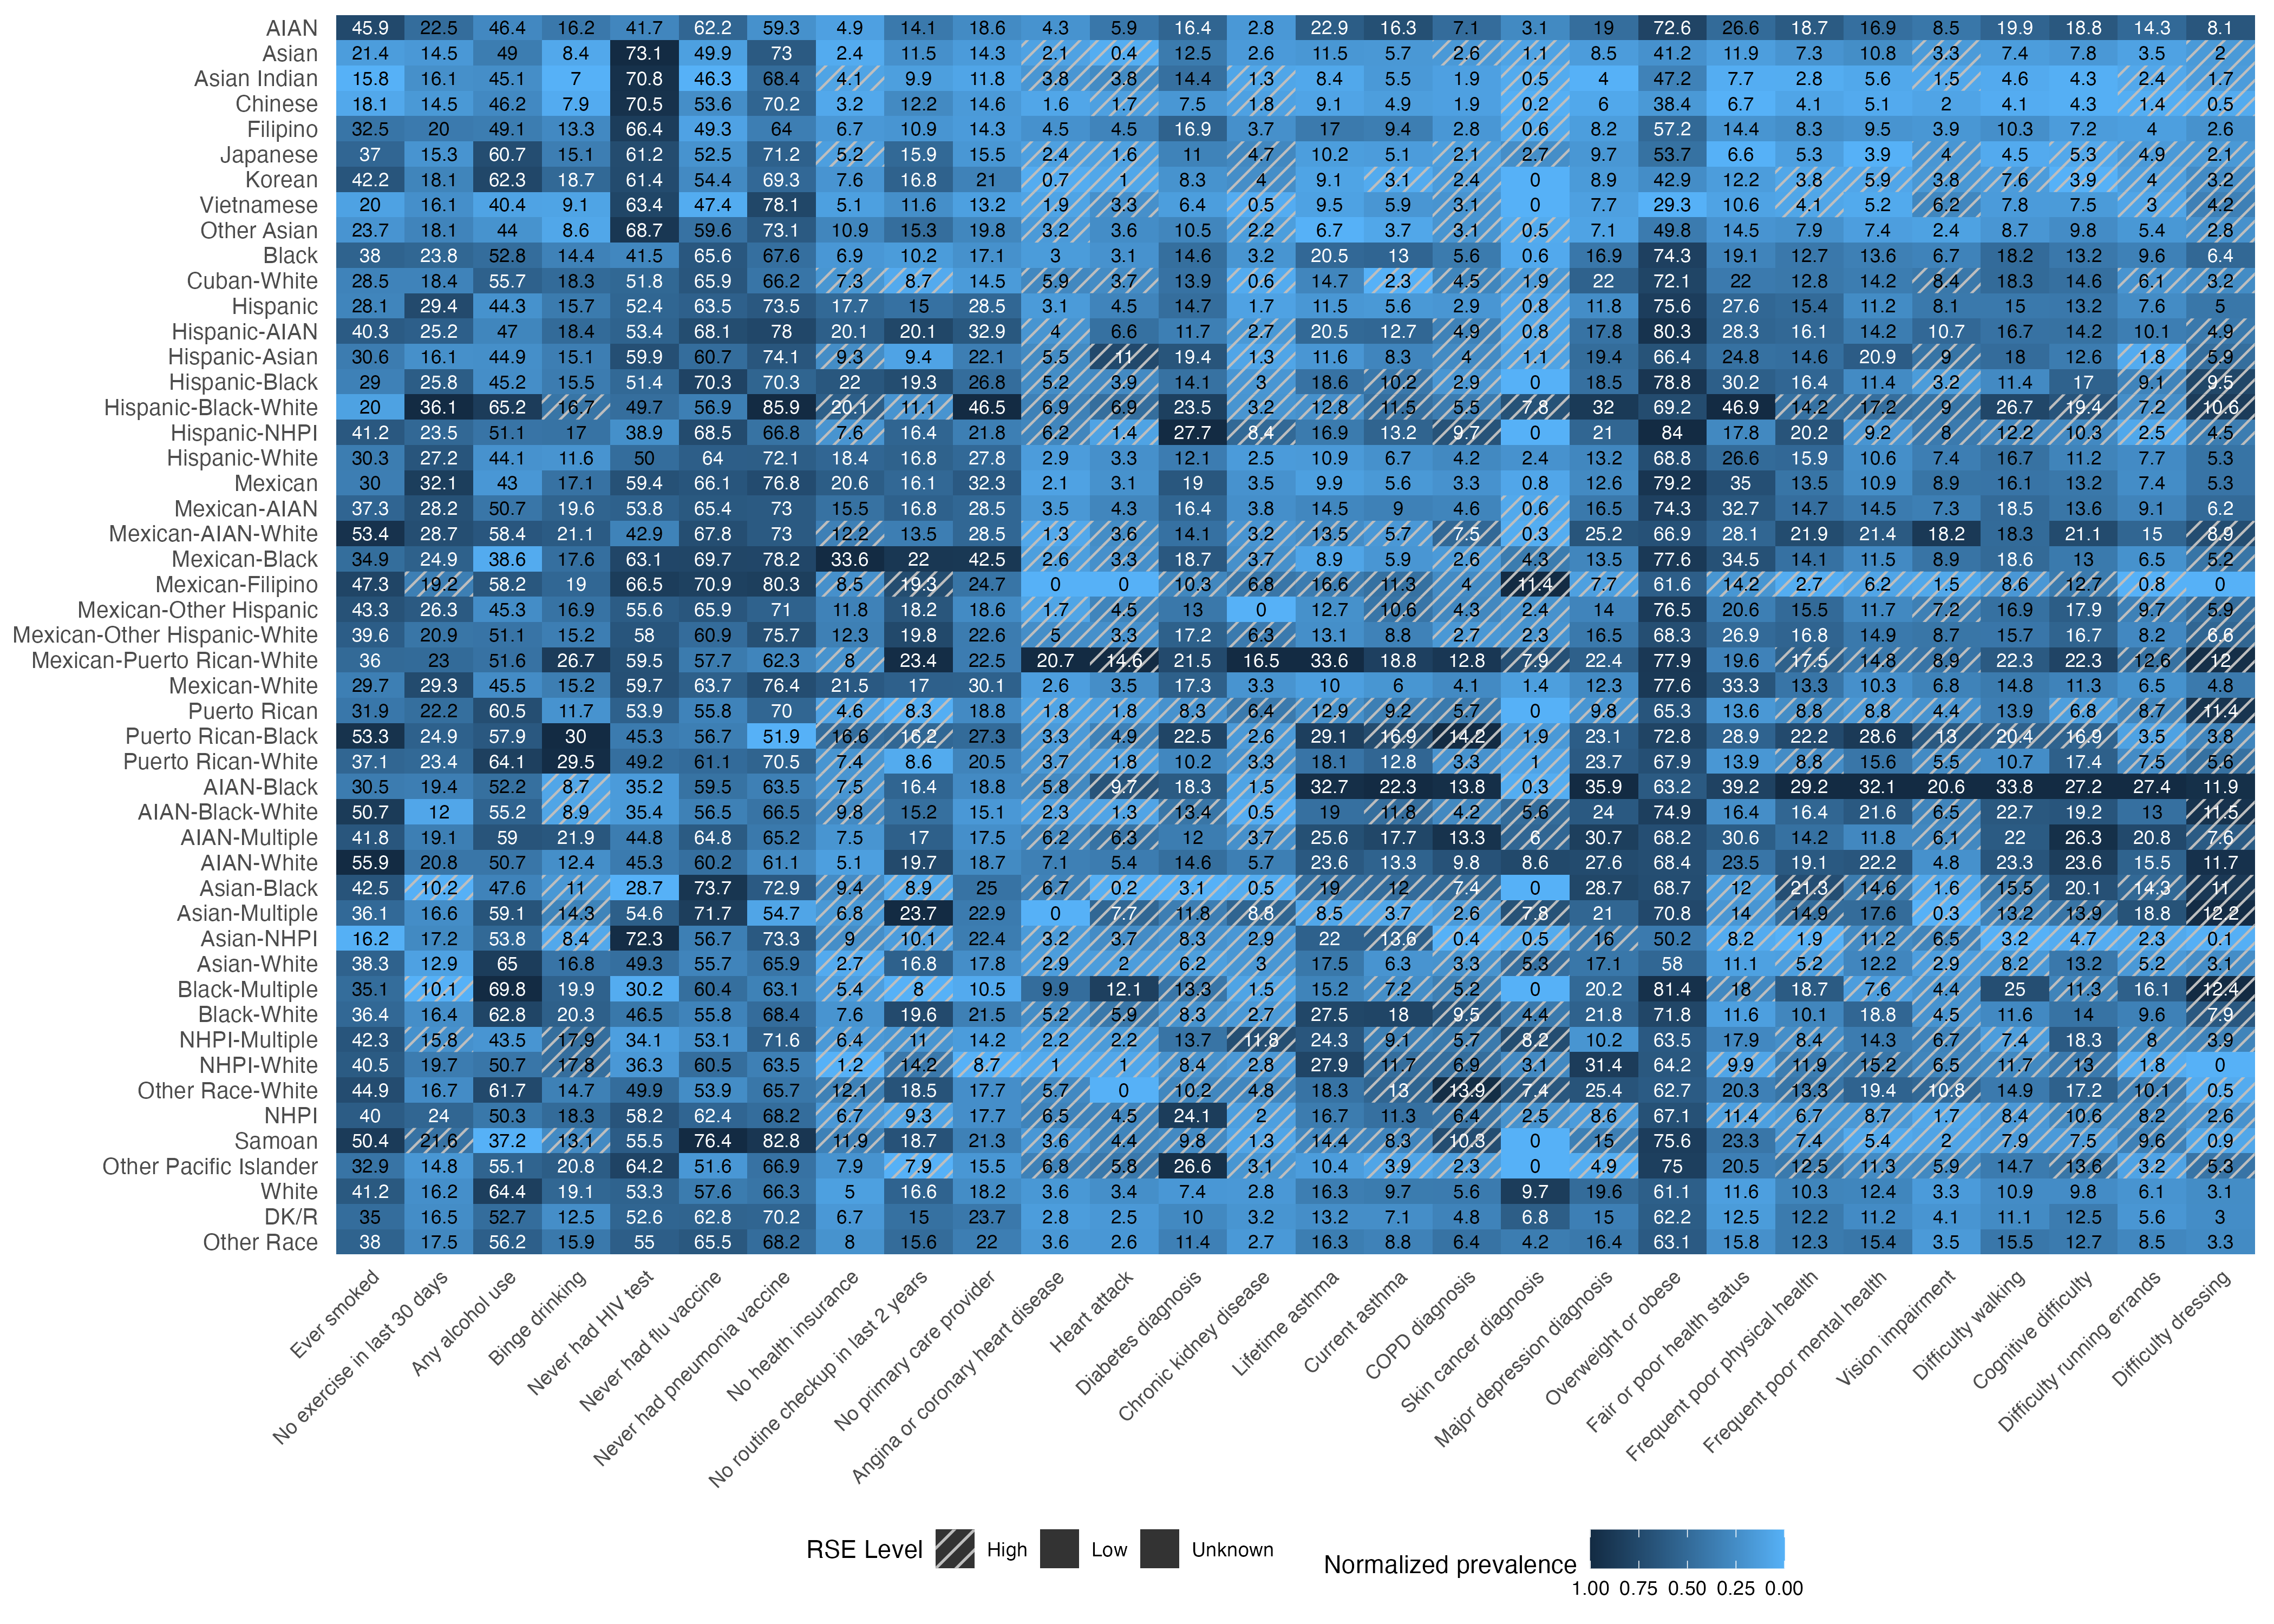 AIAN 45.9 22.5 46.4 16.2 41.7 62.2 59.3 4.9 14.1 18.6 4.3 5.9 16.4 2.8 22.9 16.3 7.1 3.1 19 72.6 26.6 18.7 16.9 8.5 19.9 18.8 14.3 8.1
Asian 21.4 14.5 49 8.4 73.1 49.9 73 2.4 11.5 14.3 2.1 0.4 12.5 2.6 11.5 5.7 2.6 1.1 8.5 41.2 11.9 7.3 10.8 3.3 7.4 7.8 3.5 2
Asian Indian 15.8 16.1 45.1 7 70.8 46.3 68.4 4.1 9.9 11.8 3.8 3.8 14.4 1.3 8.4 5.5 1.9 0.5 4 47.2 7.7 2.8 5.6 1.5 4.6 4.3 2.4 1.7
Chinese 18.1 14.5 46.2 7.9 70.5 53.6 70.2 3.2 12.2 14.6 1.6 1.7 7.5 1.8 9.1 4.9 1.9 0.2 6 38.4 6.7 4.1 5.1 2 4.1 4.3 1.4 0.5
Filipino 32.5 20 49.1 13.3 66.4 49.3 64 6.7 10.9 14.3 4.5 4.5 16.9 3.7 17 9.4 2.8 0.6 8.2 57.2 14.4 8.3 9.5 3.9 10.3 7.2 4 2.6
Japanese 37 15.3 60.7 15.1 61.2 52.5 71.2 5.2 15.9 15.5 2.4 1.6 11 4.7 10.2 5.1 2.1 2.7 9.7 53.7 6.6 5.3 3.9 4 4.5 5.3 4.9 2.1
Korean 42.2 18.1 62.3 18.7 61.4 54.4 69.3 7.6 16.8 21 0.7 1 8.3 4 9.1 3.1 2.4 0 8.9 42.9 12.2 3.8 5.9 3.8 7.6 3.9 4 3.2
Vietnamese 20 16.1 40.4 9.1 63.4 47.4 78.1 5.1 11.6 13.2 1.9 3.3 6.4 0.5 9.5 5.9 3.1 0 7.7 29.3 10.6 4.1 5.2 6.2 7.8 7.5 3 4.2
Other Asian 23.7 18.1 44 8.6 68.7 59.6 73.1 10.9 15.3 19.8 3.2 3.6 10.5 2.2 6.7 3.7 3.1 0.5 7.1 49.8 14.5 7.9 7.4 2.4 8.7 9.8 5.4 2.8
Black 38 23.8 52.8 14.4 41.5 65.6 67.6 6.9 10.2 17.1 3 3.1 14.6 3.2 20.5 13 5.6 0.6 16.9 74.3 19.1 12.7 13.6 6.7 18.2 13.2 9.6 6.4
Cuban-White 28.5 18.4 55.7 18.3 51.8 65.9 66.2 7.3 8.7 14.5 5.9 3.7 13.9 0.6 14.7 2.3 4.5 1.9 22 72.1 22 12.8 14.2 8.4 18.3 14.6 6.1 3.2
Hispanic 28.1 29.4 44.3 15.7 52.4 63.5 73.5 17.7 15 28.5 3.1 4.5 14.7 1.7 11.5 5.6 2.9 0.8 11.8 75.6 27.6 15.4 11.2 8.1 15 13.2 7.6 5
Hispanic-AIAN 40.3 25.2 47 18.4 53.4 68.1 78 20.1 20.1 32.9 4 6.6 11.7 2.7 20.5 12.7 4.9 0.8 17.8 80.3 28.3 16.1 14.2 10.7 16.7 14.2 10.1 4.9
Hispanic-Asian 30.6 16.1 44.9 15.1 59.9 60.7 74.1 9.3 9.4 22.1 5.5 11 19.4 1.3 11.6 8.3 4 1.1 19.4 66.4 24.8 14.6 20.9 9 18 12.6 1.8 5.9
Hispanic-Black 29 25.8 45.2 15.5 51.4 70.3 70.3 22 19.3 26.8 5.2 3.9 14.1 3 18.6 10.2 2.9 0 18.5 78.8 30.2 16.4 11.4 3.2 11.4 17 9.1 9.5
Hispanic-Black-White 20 36.1 65.2 16.7 49.7 56.9 85.9 20.1 11.1 46.5 6.9 6.9 23.5 3.2 12.8 11.5 5.5 7.8 32 69.2 46.9 14.2 17.2 9 26.7 19.4 7.2 10.6
Hispanic-NHPI 41.2 23.5 51.1 17 38.9 68.5 66.8 7.6 16.4 21.8 6.2 1.4 27.7 8.4 16.9 13.2 9.7 0 21 84 17.8 20.2 9.2 8 12.2 10.3 2.5 4.5
Hispanic-White 30.3 27.2 44.1 11.6 50 64 72.1 18.4 16.8 27.8 2.9 3.3 12.1 2.5 10.9 6.7 4.2 2.4 13.2 68.8 26.6 15.9 10.6 7.4 16.7 11.2 7.7 5.3
Mexican 30 32.1 43 17.1 59.4 66.1 76.8 20.6 16.1 32.3 2.1 3.1 19 3.5 9.9 5.6 3.3 0.8 12.6 79.2 35 13.5 10.9 8.9 16.1 13.2 7.4 5.3
Mexican-AIAN 37.3 28.2 50.7 19.6 53.8 65.4 73 15.5 16.8 28.5 3.5 4.3 16.4 3.8 14.5 9 4.6 0.6 16.5 74.3 32.7 14.7 14.5 7.3 18.5 13.6 9.1 6.2
Mexican-AIAN-White 53.4 28.7 58.4 21.1 42.9 67.8 73 12.2 13.5 28.5 1.3 3.6 14.1 3.2 13.5 5.7 7.5 0.3 25.2 66.9 28.1 21.9 21.4 18.2 18.3 21.1 15 8.9
Mexican-Black 34.9 24.9 38.6 17.6 63.1 69.7 78.2 33.6 22 42.5 2.6 3.3 18.7 3.7 8.9 5.9 2.6 4.3 13.5 77.6 34.5 14.1 11.5 8.9 18.6 13 6.5 5.2
Mexican-Filipino 47.3 19.2 58.2 19 66.5 70.9 80.3 8.5 19.3 24.7 0 0 10.3 6.8 16.6 11.3 4 11.4 7.7 61.6 14.2 2.7 6.2 1.5 8.6 12.7 0.8 0
Mexican-Other Hispanic 43.3 26.3 45.3 16.9 55.6 65.9 71 11.8 18.2 18.6 1.7 4.5 13 0 12.7 10.6 4.3 2.4 14 76.5 20.6 15.5 11.7 7.2 16.9 17.9 9.7 5.9
Mexican-Other Hispanic-White 39.6 20.9 51.1 15.2 58 60.9 75.7 12.3 19.8 22.6 5 3.3 17.2 6.3 13.1 8.8 2.7 2.3 16.5 68.3 26.9 16.8 14.9 8.7 15.7 16.7 8.2 6.6
Mexican-Puerto Rican-White 36 23 51.6 26.7 59.5 57.7 62.3 8 23.4 22.5 20.7 14.6 21.5 16.5 33.6 18.8 12.8 7.9 22.4 77.9 19.6 17.5 14.8 8.9 22.3 22.3 12.6 12
Mexican-White 29.7 29.3 45.5 15.2 59.7 63.7 76.4 21.5 17 30.1 2.6 3.5 17.3 3.3 10 6 4.1 1.4 12.3 77.6 33.3 13.3 10.3 6.8 14.8 11.3 6.5 4.8
Puerto Rican 31.9 22.2 60.5 11.7 53.9 55.8 70 4.6 8.3 18.8 1.8 1.8 8.3 6.4 12.9 9.2 5.7 0 9.8 65.3 13.6 8.8 8.8 4.4 13.9 6.8 8.7 11.4
Puerto Rican-Black 53.3 24.9 57.9 30 45.3 56.7 51.9 16.6 16.2 27.3 3.3 4.9 22.5 2.6 29.1 16.9 14.2 1.9 23.1 72.8 28.9 22.2 28.6 13 20.4 16.9 3.5 3.8
Puerto Rican-White 37.1 23.4 64.1 29.5 49.2 61.1 70.5 7.4 8.6 20.5 3.7 1.8 10.2 3.3 18.1 12.8 3.3 1 23.7 67.9 13.9 8.8 15.6 5.5 10.7 17.4 7.5 5.6
AIAN-Black 30.5 19.4 52.2 8.7 35.2 59.5 63.5 7.5 16.4 18.8 5.8 9.7 18.3 1.5 32.7 22.3 13.8 0.3 35.9 63.2 39.2 29.2 32.1 20.6 33.8 27.2 27.4 11.9
AIAN-Black-White 50.7 12 55.2 8.9 35.4 56.5 66.5 9.8 15.2 15.1 2.3 1.3 13.4 0.5 19 11.8 4.2 5.6 24 74.9 16.4 16.4 21.6 6.5 22.7 19.2 13 11.5
AIAN-Multiple 41.8 19.1 59 21.9 44.8 64.8 65.2 7.5 17 17.5 6.2 6.3 12 3.7 25.6 17.7 13.3 6 30.7 68.2 30.6 14.2 11.8 6.1 22 26.3 20.8 7.6
AIAN-White 55.9 20.8 50.7 12.4 45.3 60.2 61.1 5.1 19.7 18.7 7.1 5.4 14.6 5.7 23.6 13.3 9.8 8.6 27.6 68.4 23.5 19.1 22.2 4.8 23.3 23.6 15.5 11.7
Asian-Black 42.5 10.2 47.6 11 28.7 73.7 72.9 9.4 8.9 25 6.7 0.2 3.1 0.5 19 12 7.4 0 28.7 68.7 12 21.3 14.6 1.6 15.5 20.1 14.3 11
Asian-Multiple 36.1 16.6 59.1 14.3 54.6 71.7 54.7 6.8 23.7 22.9 0 7.7 11.8 8.8 8.5 3.7 2.6 7.8 21 70.8 14 14.9 17.6 0.3 13.2 13.9 18.8 12.2
Asian-NHPI 16.2 17.2 53.8 8.4 72.3 56.7 73.3 9 10.1 22.4 3.2 3.7 8.3 2.9 22 13.6 0.4 0.5 16 50.2 8.2 1.9 11.2 6.5 3.2 4.7 2.3 0.1
Asian-White 38.3 12.9 65 16.8 49.3 55.7 65.9 2.7 16.8 17.8 2.9 2 6.2 3 17.5 6.3 3.3 5.3 17.1 58 11.1 5.2 12.2 2.9 8.2 13.2 5.2 3.1
Black-Multiple 35.1 10.1 69.8 19.9 30.2 60.4 63.1 5.4 8 10.5 9.9 12.1 13.3 1.5 15.2 7.2 5.2 0 20.2 81.4 18 18.7 7.6 4.4 25 11.3 16.1 12.4
Black-White 36.4 16.4 62.8 20.3 46.5 55.8 68.4 7.6 19.6 21.5 5.2 5.9 8.3 2.7 27.5 18 9.5 4.4 21.8 71.8 11.6 10.1 18.8 4.5 11.6 14 9.6 7.9
NHPI-Multiple 42.3 15.8 43.5 17.9 34.1 53.1 71.6 6.4 11 14.2 2.2 2.2 13.7 11.8 24.3 9.1 5.7 8.2 10.2 63.5 17.9 8.4 14.3 6.7 7.4 18.3 8 3.9
NHPI-White 40.5 19.7 50.7 17.8 36.3 60.5 63.5 1.2 14.2 8.7 1 1 8.4 2.8 27.9 11.7 6.9 3.1 31.4 64.2 9.9 11.9 15.2 6.5 11.7 13 1.8 0
Other Race-White 44.9 16.7 61.7 14.7 49.9 53.9 65.7 12.1 18.5 17.7 5.7 0 10.2 4.8 18.3 13 13.9 7.4 25.4 62.7 20.3 13.3 19.4 10.8 14.9 17.2 10.1 0.5
NHPI 40 24 50.3 18.3 58.2 62.4 68.2 6.7 9.3 17.7 6.5 4.5 24.1 2 16.7 11.3 6.4 2.5 8.6 67.1 11.4 6.7 8.7 1.7 8.4 10.6 8.2 2.6
Samoan 50.4 21.6 37.2 13.1 55.5 76.4 82.8 11.9 18.7 21.3 3.6 4.4 9.8 1.3 14.4 8.3 10.3 0 15 75.6 23.3 7.4 5.4 2 7.9 7.5 9.6 0.9
Other Pacific Islander 32.9 14.8 55.1 20.8 64.2 51.6 66.9 7.9 7.9 15.5 6.8 5.8 26.6 3.1 10.4 3.9 2.3 0 4.9 75 20.5 12.5 11.3 5.9 14.7 13.6 3.2 5.3
White 41.2 16.2 64.4 19.1 53.3 57.6 66.3 5 16.6 18.2 3.6 3.4 7.4 2.8 16.3 9.7 5.6 9.7 19.6 61.1 11.6 10.3 12.4 3.3 10.9 9.8 6.1 3.1
DK/R 35 16.5 52.7 12.5 52.6 62.8 70.2 6.7 15 23.7 2.8 2.5 10 3.2 13.2 7.1 4.8 6.8 15 62.2 12.5 12.2 11.2 4.1 11.1 12.5 5.6 3
Other Race 38 17.5 56.2 15.9 55 65.5 68.2 8 15.6 22 3.6 2.6 11.4 2.7 16.3 8.8 6.4 4.2 16.4 63.1 15.8 12.3 15.4 3.5 15.5 12.7 8.5 3.3
Ever smoked
No exercise in last 30 days
Any alcohol use
Binge drinking
Never had HIV test
Never had flu vaccine
Never had pneumonia vaccine
No health insurance
No routine checkup in last 2 years
No primary care provider
Angina or coronary heart disease
Heart attack
Diabetes diagnosis
Chronic kidney disease
Lifetime asthma
Current asthma
COPD diagnosis
Skin cancer diagnosis
Major depression diagnosis
Overweight or obese
Fair or poor health status
Frequent poor physical health
Frequent poor mental health
Vision impairment
Difficulty walking
Cognitive difficulty
Difficulty running errands
Difficulty dressing
RSE Level High Low Unknown
Normalized prevalence
1.00 0.75 0.50 0.25 0.00